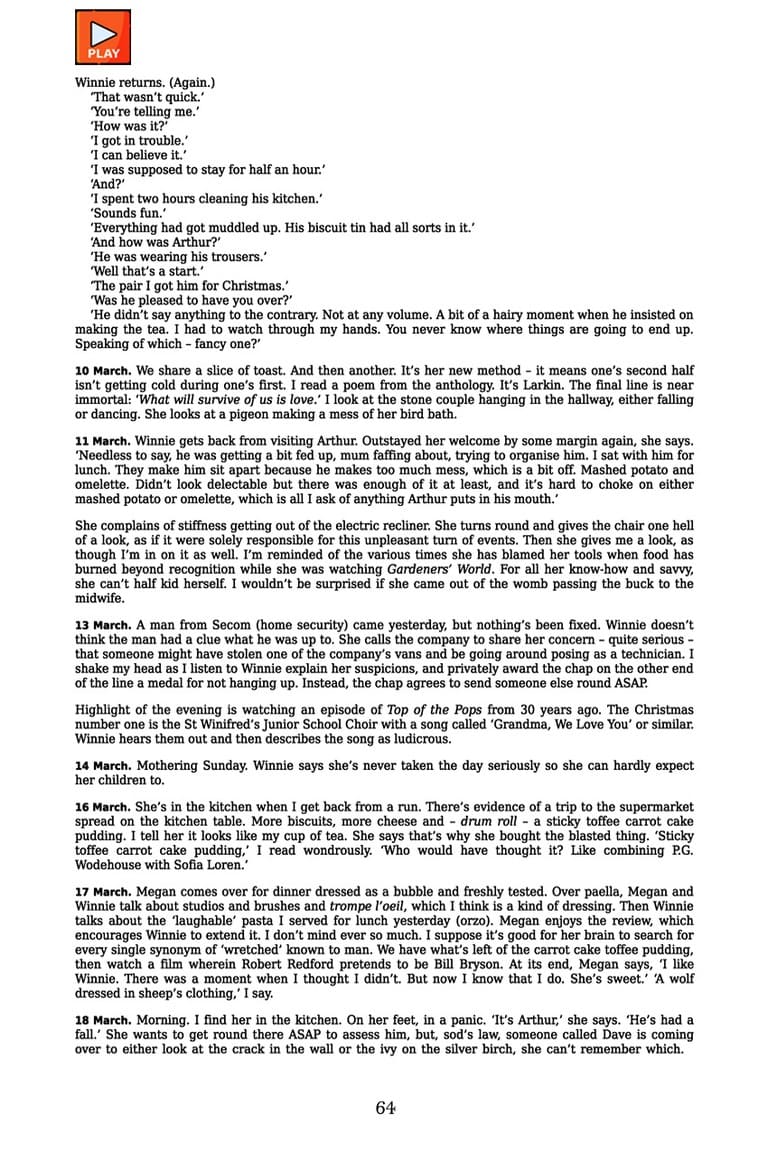 PLAY
Winnie returns. (Again.)
‘That wasn’t quick.’
‘You’re telling me.’
‘How was it?’
‘I got in trouble.’
‘I can believe it.’
‘I was supposed to stay for half an hour.’
‘And?’
‘I spent two hours cleaning his kitchen.’
‘Sounds fun.’
‘Everything had got muddled up. His biscuit tin had all sorts in it.’
‘And how was Arthur?’
‘He was wearing his trousers.’
‘Well that’s a start.’
‘The pair I got him for Christmas.’
‘Was he pleased to have you over?’
‘He didn’t say anything to the contrary. Not at any volume. A bit of a hairy moment when he insisted on
making the tea. I had to watch through my hands. You never know where things are going to end up.
Speaking of which – fancy one?’
10 March. We share a slice of toast. And then another. It’s her new method – it means one’s second half
isn’t getting cold during one’s first. I read a poem from the anthology. It’s Larkin. The final line is near
immortal: ‘What will survive of us is love.’ I look at the stone couple hanging in the hallway, either falling
or dancing. She looks at a pigeon making a mess of her bird bath.
11 March. Winnie gets back from visiting Arthur. Outstayed her welcome by some margin again, she says.
‘Needless to say, he was getting a bit fed up, mum faffing about, trying to organise him. I sat with him for
lunch. They make him sit apart because he makes too much mess, which is a bit off. Mashed potato and
omelette. Didn’t look delectable but there was enough of it at least, and it’s hard to choke on either
mashed potato or omelette, which is all I ask of anything Arthur puts in his mouth.’
She complains of stiffness getting out of the electric recliner. She turns round and gives the chair one hell
of a look, as if it were solely responsible for this unpleasant turn of events. Then she gives me a look, as
though I’m in on it as well. I’m reminded of the various times she has blamed her tools when food has
burned beyond recognition while she was watching Gardeners’ World. For all her know-how and savvy,
she can’t half kid herself. I wouldn’t be surprised if she came out of the womb passing the buck to the
midwife.
13 March. A man from Secom (home security) came yesterday, but nothing’s been fixed. Winnie doesn’t
think the man had a clue what he was up to. She calls the company to share her concern – quite serious –
that someone might have stolen one of the company’s vans and be going around posing as a technician. I
shake my head as I listen to Winnie explain her suspicions, and privately award the chap on the other end
of the line a medal for not hanging up. Instead, the chap agrees to send someone else round ASAP.
Highlight of the evening is watching an episode of Top of the Pops from 30 years ago. The Christmas
number one is the St Winifred’s Junior School Choir with a song called ‘Grandma, We Love You’ or similar.
Winnie hears them out and then describes the song as ludicrous.
14 March. Mothering Sunday. Winnie says she’s never taken the day seriously so she can hardly expect
her children to.
16 March. She’s in the kitchen when I get back from a run. There’s evidence of a trip to the supermarket
spread on the kitchen table. More biscuits, more cheese and – drum roll – a sticky toffee carrot cake
pudding. I tell her it looks like my cup of tea. She says that’s why she bought the blasted thing. ‘Sticky
toffee carrot cake pudding,’ I read wondrously. ‘Who would have thought it? Like combining P.G.
Wodehouse with Sofia Loren.’
17 March. Megan comes over for dinner dressed as a bubble and freshly tested. Over paella, Megan and
Winnie talk about studios and brushes and trompe l’oeil, which I think is a kind of dressing. Then Winnie
talks about the ‘laughable’ pasta I served for lunch yesterday (orzo). Megan enjoys the review, which
encourages Winnie to extend it. I don’t mind ever so much. I suppose it’s good for her brain to search for
every single synonym of ‘wretched’ known to man. We have what’s left of the carrot cake toffee pudding,
then watch a film wherein Robert Redford pretends to be Bill Bryson. At its end, Megan says, ‘I like
Winnie. There was a moment when I thought I didn’t. But now I know that I do. She’s sweet.’ ‘A wolf
dressed in sheep’s clothing,’ I say.
18 March. Morning. I find her in the kitchen. On her feet, in a panic. ‘It’s Arthur,’ she says. ‘He’s had a
fall.’ She wants to get round there ASAP to assess him, but, sod’s law, someone called Dave is coming
over to either look at the crack in the wall or the ivy on the silver birch, she can’t remember which.
64